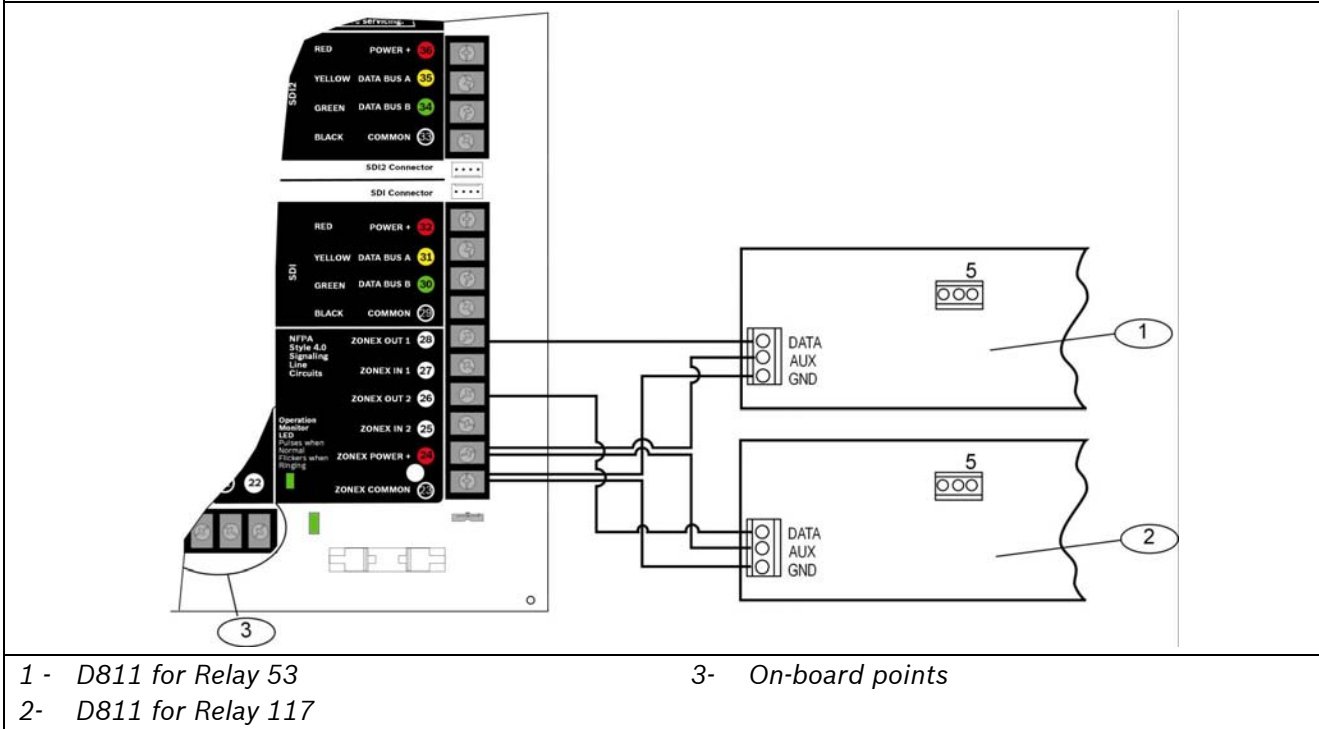 servicing.
RED POWER + 36
YELLOW DATA BUS A 35
GREEN DATA BUS B 34
BLACK COMMON 33
SDI2
SDI2 Connector
SDI Connector
RED POWER + 32
YELLOW DATA BUS A 31
GREEN DATA BUS B 30
BLACK COMMON 29
SDI
NFPA
Style 4.0
Signaling
Line
Circuits
ZONEX OUT 1 28
ZONEX IN 1 27
ZONEX OUT 2 26
ZONEX IN 2 25
Operation
Monitor
LED
Pulses when
Normal
Flickers when
Ringing
ZONEX POWER + 24
ZONEX COMMON 23
22
3
5
DATA
AUX
GND
1
5
DATA
AUX
GND
2
1 - D811 for Relay 53
2- D811 for Relay 117
3- On-board points